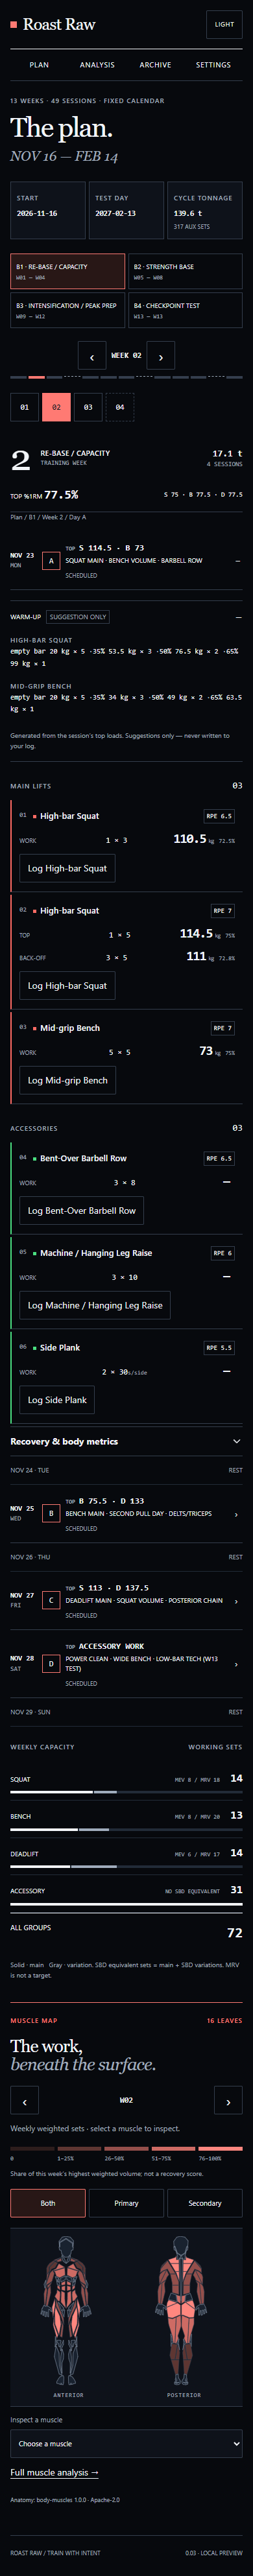 Roast Raw
LIGHT
PLAN ANALYSIS ARCHIVE SETTINGS
13 WEEKS · 49 SESSIONS · FIXED CALENDAR
The plan.
NOV 16 — FEB 14
START
2026-11-16
TEST DAY
2027-02-13
CYCLE TONNAGE
139.6 t
317 AUX SETS
B1 · RE-BASE / CAPACITY
W01 — W04
B2 · STRENGTH BASE
W05 — W08
B3 · INTENSIFICATION / PEAK PREP
W09 — W12
B4 · CHECKPOINT TEST
W13 — W13
‹ WEEK 02 ›
01 02 03 04
2 RE-BASE / CAPACITY 17.1 t
TRAINING WEEK 4 SESSIONS
TOP %1RM 77.5% S 75 · B 77.5 · D 77.5
Plan / B1 / Week 2 / Day A
NOV 23
MON
A
TOP S 114.5 · B 73
SQUAT MAIN · BENCH VOLUME · BARBELL ROW
SCHEDULED
–
WARM-UP SUGGESTION ONLY –
HIGH-BAR SQUAT
empty bar 20 kg × 5 ·35% 53.5 kg × 3 ·50% 76.5 kg × 2 ·65%
99 kg × 1
MID-GRIP BENCH
empty bar 20 kg × 5 ·35% 34 kg × 3 ·50% 49 kg × 2 ·65% 63.5
kg × 1
Generated from the session's top loads. Suggestions only — never written to
your log.
MAIN LIFTS 03
01 High-bar Squat RPE 6.5
WORK 1 × 3 110.5 kg 72.5%
Log High-bar Squat
02 High-bar Squat RPE 7
TOP 1 × 5 114.5 kg 75%
BACK-OFF 3 × 5 111 kg 72.8%
Log High-bar Squat
03 Mid-grip Bench RPE 7
WORK 5 × 5 73 kg 75%
Log Mid-grip Bench
ACCESSORIES 03
04 Bent-Over Barbell Row RPE 6.5
WORK 3 × 8 —
Log Bent-Over Barbell Row
05 Machine / Hanging Leg Raise RPE 6
WORK 3 × 10 —
Log Machine / Hanging Leg Raise
06 Side Plank RPE 5.5
WORK 2 × 30s/side —
Log Side Plank
Recovery & body metrics
NOV 24 · TUE REST
NOV 25
WED
B
TOP B 75.5 · D 133
BENCH MAIN · SECOND PULL DAY · DELTS/TRICEPS
SCHEDULED
›
NOV 26 · THU REST
NOV 27
FRI
C
TOP S 113 · D 137.5
DEADLIFT MAIN · SQUAT VOLUME · POSTERIOR CHAIN
SCHEDULED
›
NOV 28
SAT
D
TOP ACCESSORY WORK
POWER CLEAN · WIDE BENCH · LOW-BAR TECH (W13
TEST)
SCHEDULED
›
NOV 29 · SUN REST
WEEKLY CAPACITY WORKING SETS
SQUAT MEV 8 / MRV 18 14
BENCH MEV 8 / MRV 20 13
DEADLIFT MEV 6 / MRV 17 14
ACCESSORY NO SBD EQUIVALENT 31
ALL GROUPS 72
Solid · main Gray · variation. SBD equivalent sets = main + SBD variations. MRV
is not a target.
MUSCLE MAP 16 LEAVES
The work,
beneath the surface.
‹ W02 ›
Weekly weighted sets · select a muscle to inspect.
0 1–25% 26–50% 51–75% 76–100%
Share of this week's highest weighted volume; not a recovery score.
Both Primary Secondary
ANTERIOR POSTERIOR
Inspect a muscle
Choose a muscle
Full muscle analysis →
Anatomy: body-muscles 1.0.0 · Apache-2.0
ROAST RAW / TRAIN WITH INTENT 0.03 · LOCAL PREVIEW